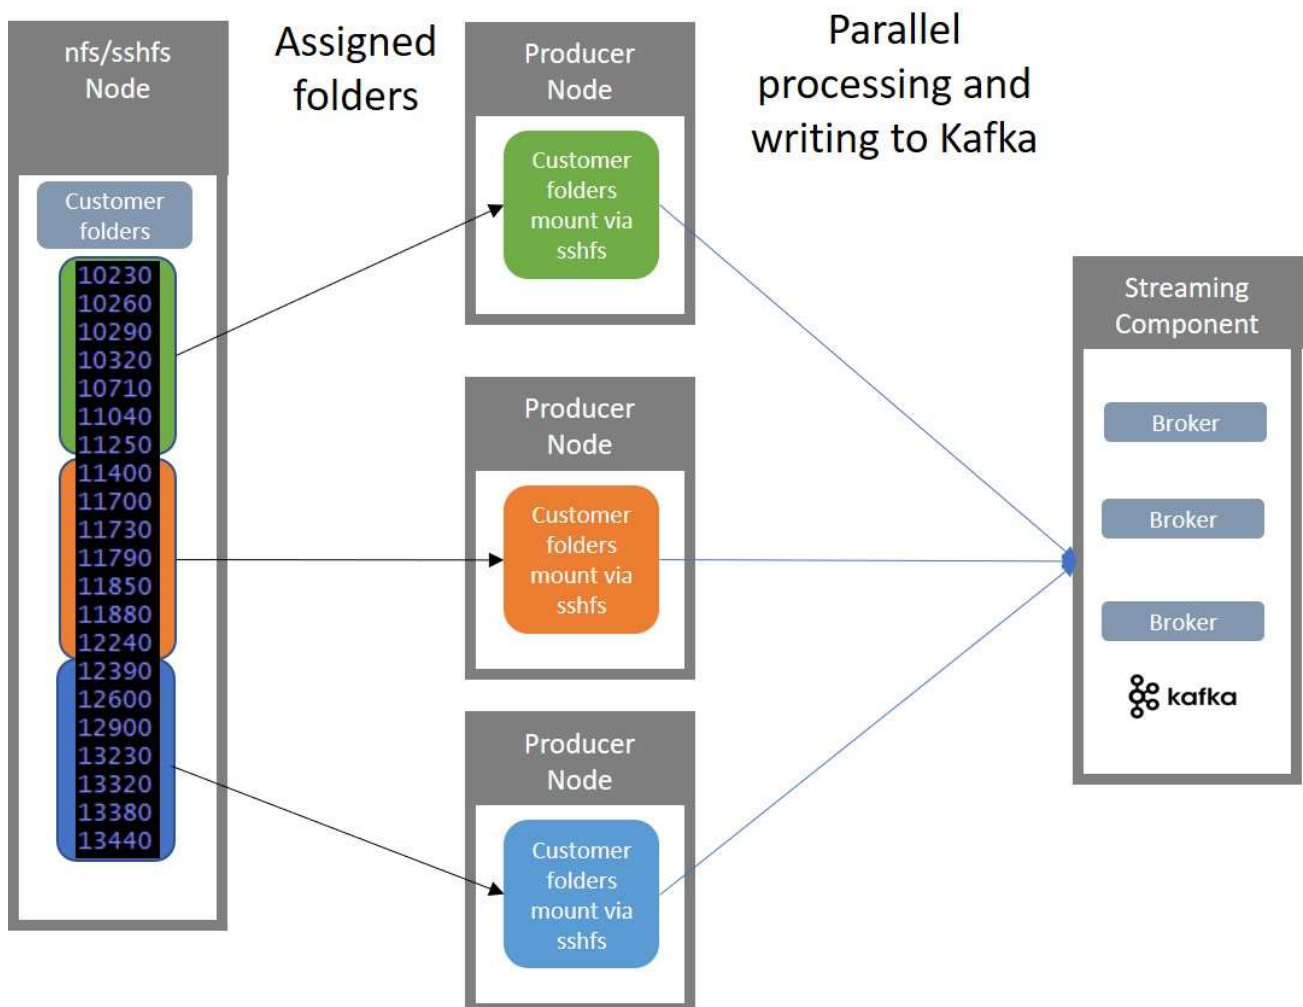 nfs/sshfs
Node
Customer
folders
10230
10260
10290
10320
10710
11040
11250
11400
11700
11730
11790
11850
11880
12240
12390
12600
12900
13230
13320
13380
13440
Assigned
folders
Producer
Node
Customer
folders
mount via
sshfs
Producer
Node
Customer
folders
mount via
sshfs
Producer
Node
Customer
folders
mount via
sshfs
Parallel
processing and
writing to Kafka
Streaming
Component
Broker
Broker
Broker
kafka